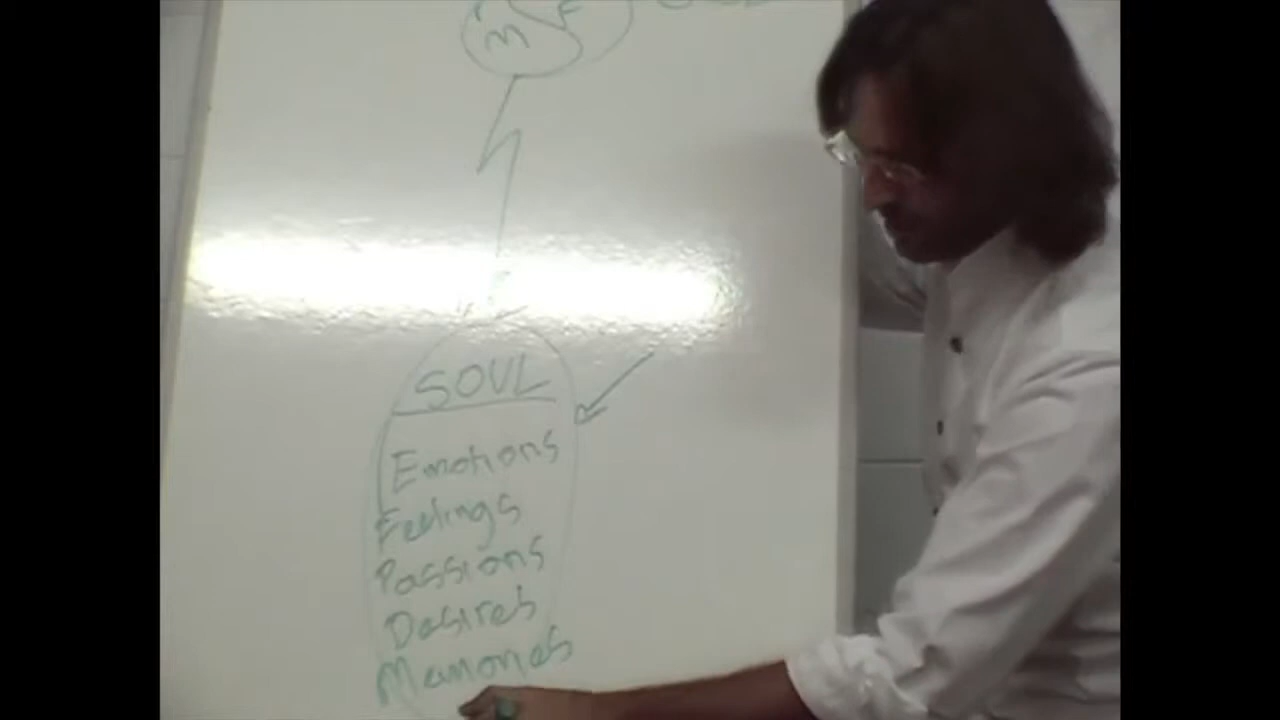 M F
SOUL
Emotions
Feelings
Passions
Desires
Memories